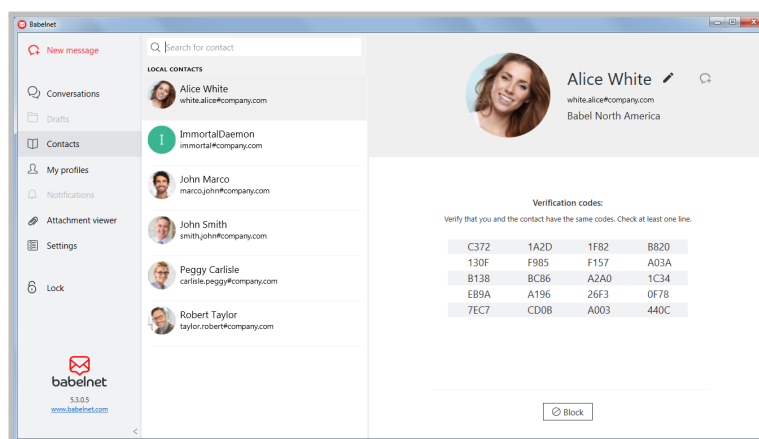 Babelnet
New message
Conversations
Drafts
Contacts
My profiles
Notifications
Attachment viewer
Settings
Lock
babelnet
5.3.0.5
www.babelnet.com
<
Search for contact
LOCAL CONTACTS
Alice White
white.alice#company.com
I
ImmortalDaemon
immortal#company.com
John Marco
marco.john#company.com
John Smith
smith.john#company.com
Peggy Carlisle
carlisle.peggy#company.com
Robert Taylor
taylor.robert#company.com
Alice White
white.alice#company.com
Babel North America
Verification codes:
Verify that you and the contact have the same codes. Check at least one line.
C372 1A2D 1F82 B820
130F F985 F157 A03A
B138 BC86 A2A0 1C34
EB9A A196 26F3 0F78
7EC7 CD0B A003 440C
Block